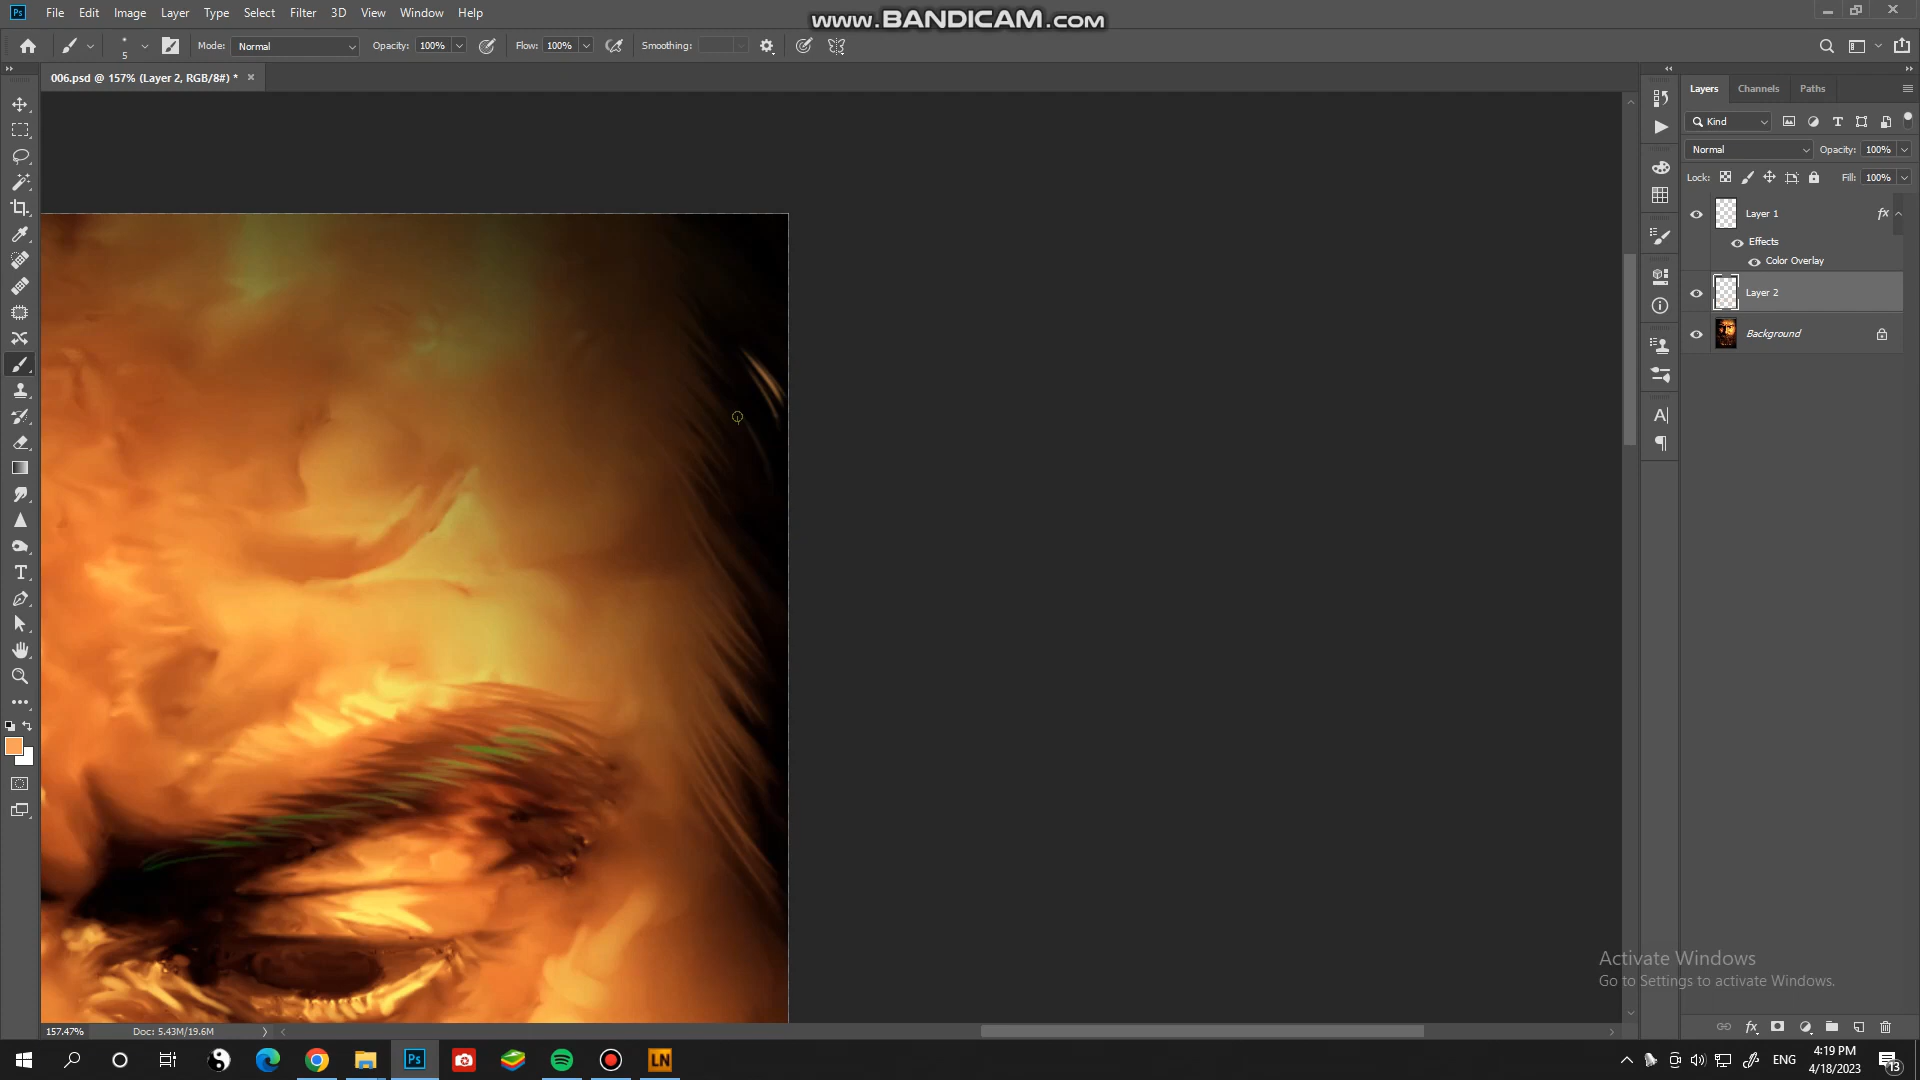 File Edit Image Layer Type Select Filter 3D View Window Help
www.BANDICAM.com
5 Mode: Normal Opacity: 100% Flow: 100% Smoothing:
006.psd @ 157% (Layer 2, RGB/8#) *
Layers Channels Paths
Kind
Normal Opacity: 100%
Lock: Fill: 100%
Layer 1 fx
Effects
Color Overlay
Layer 2
Background
Activate Windows
Go to Settings to activate Windows.
157.47% Doc: 5.43M/19.6M
ENG 4:19 PM
4/18/2023 13